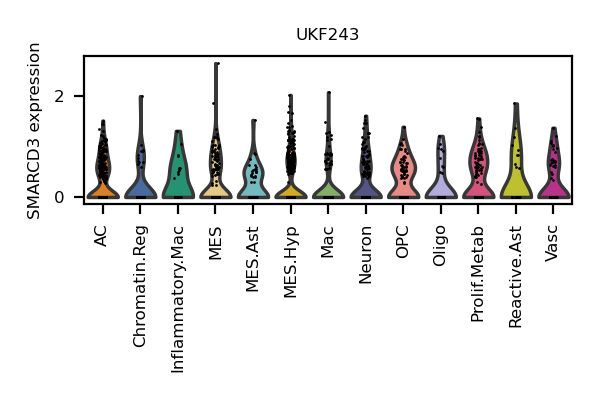 UKF243
SMARCD3 expression
2
0
AC
Chromatin.Reg
Inflammatory.Mac
MES
MES.Ast
MES.Hyp
Mac
Neuron
OPC
Oligo
Prolif.Metab
Reactive.Ast
Vasc